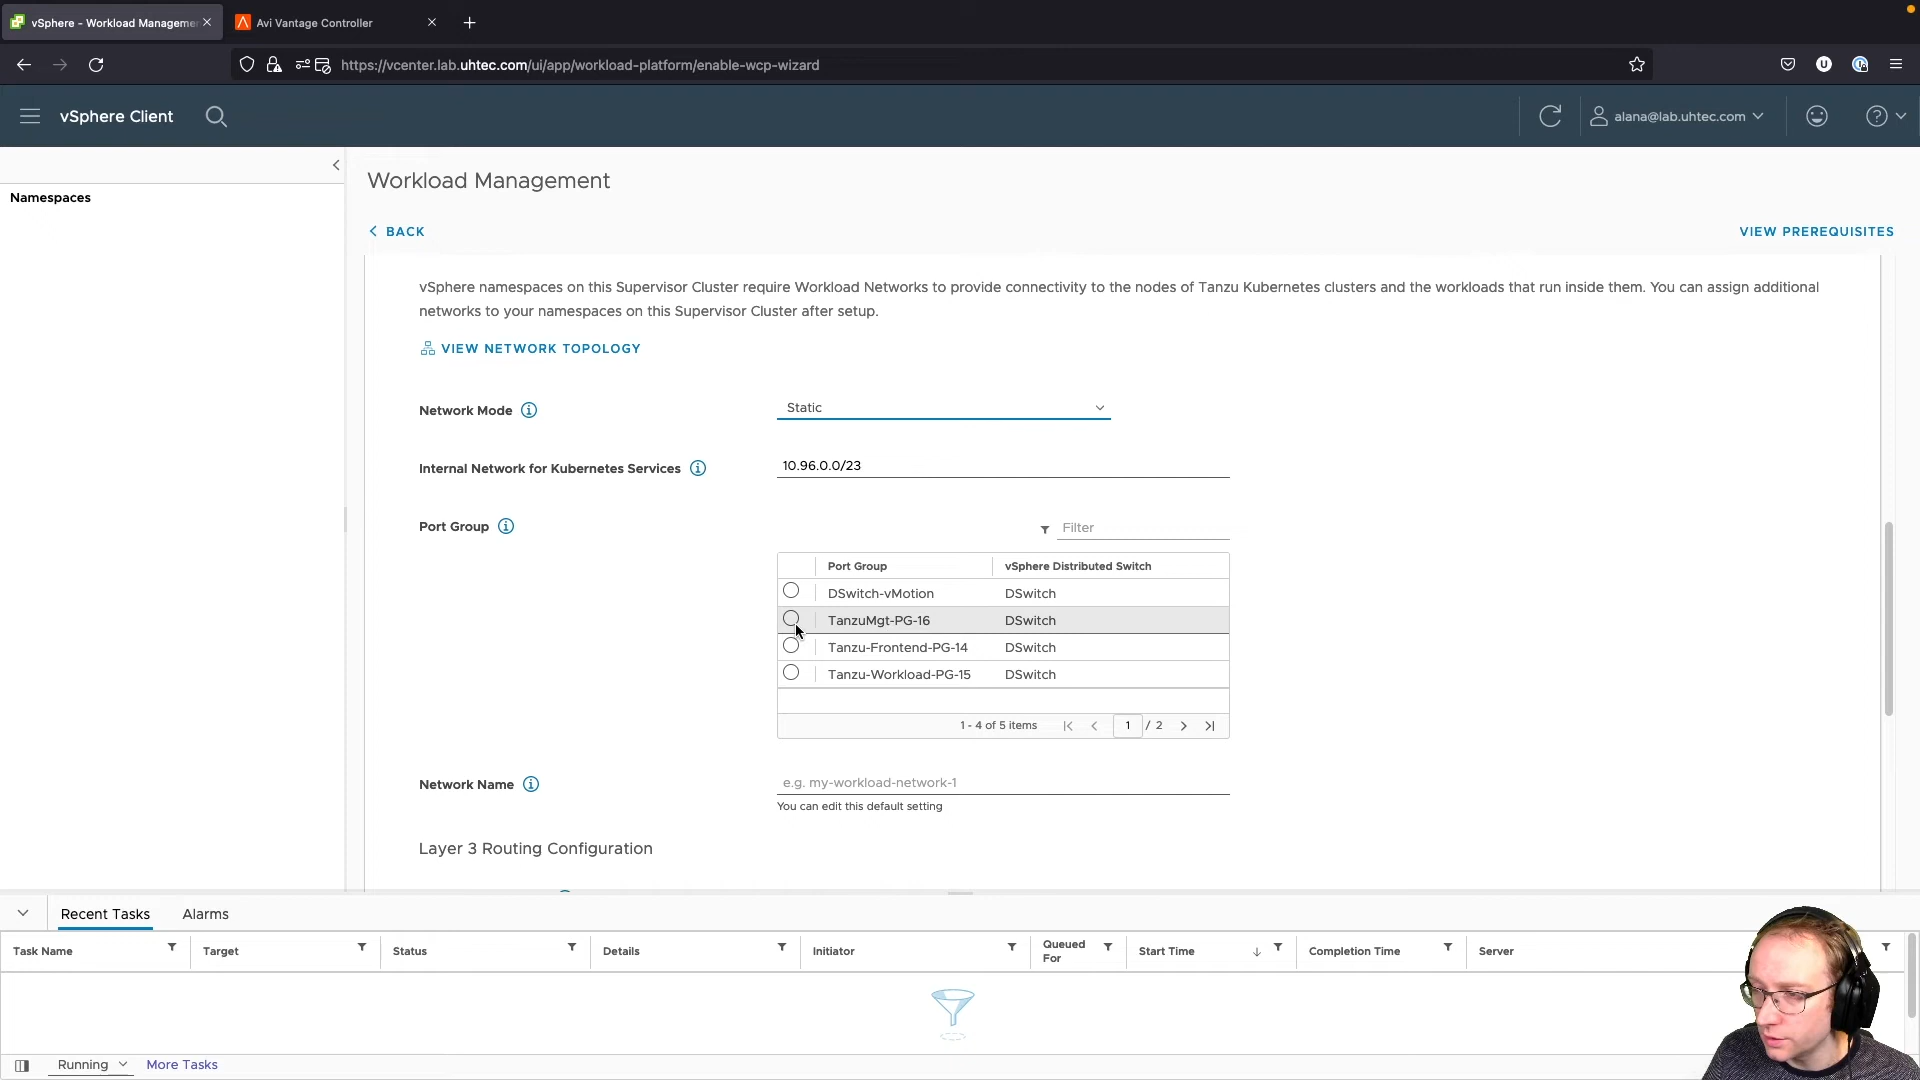 vSphere - Workload Managemen
Avi Vantage Controller
https://vcenter.lab.uhtec.com/ui/app/workload-platform/enable-wcp-wizard
U
vSphere Client
alana@lab.uhtec.com
Namespaces
Workload Management
BACK
VIEW PREREQUISITES
vSphere namespaces on this Supervisor Cluster require Workload Networks to provide connectivity to the nodes of Tanzu Kubernetes clusters and the workloads that run inside them. You can assign additional
networks to your namespaces on this Supervisor Cluster after setup.
VIEW NETWORK TOPOLOGY
Network Mode
Static
Internal Network for Kubernetes Services
10.96.0.0/23
Port Group
Filter
Port Group vSphere Distributed Switch
DSwitch-vMotion DSwitch
TanzuMgt-PG-16 DSwitch
Tanzu-Frontend-PG-14 DSwitch
Tanzu-Workload-PG-15 DSwitch
1 - 4 of 5 items 1 / 2
Network Name
e.g. my-workload-network-1
You can edit this default setting
Layer 3 Routing Configuration
Recent Tasks Alarms
Task Name Target Status Details Initiator Queued For Start Time Completion Time Server
Running More Tasks